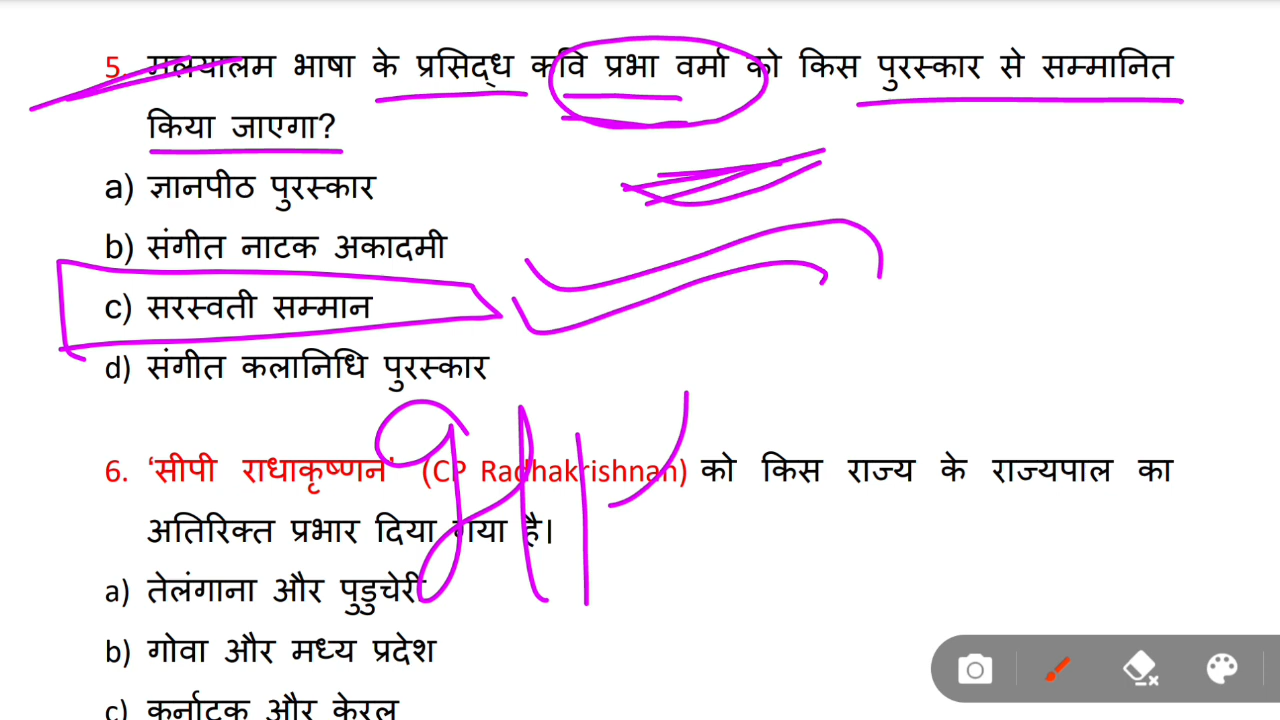 5. मलयालम भाषा के प्रसिद्ध कवि प्रभा वर्मा को किस पुरस्कार से सम्मानित
किया जाएगा?
a) ज्ञानपीठ पुरस्कार
b) संगीत नाटक अकादमी
c) सरस्वती सम्मान
d) संगीत कलानिधि पुरस्कार
6. ‘सीपी राधाकृष्णन' (CP Radhakrishnan) को किस राज्य के राज्यपाल का
अतिरिक्त प्रभार दिया गया है।
a) तेलंगाना और पुडुचेरी
b) गोवा और मध्य प्रदेश
c) कर्नाटक और केरल